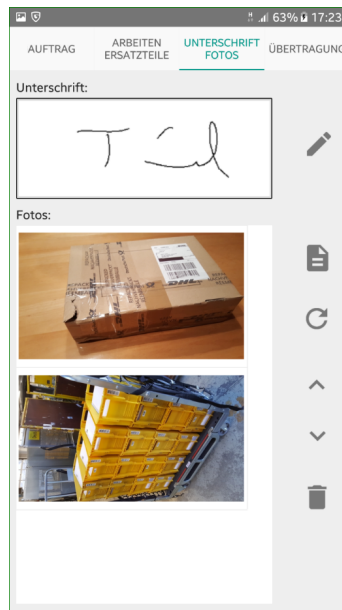 63% 17:23
AUFTRAG
ARBEITEN
ERSATZTEILE
UNTERSCHRIFT
FOTOS
ÜBERTRAGUNG
Unterschrift:
Fotos: